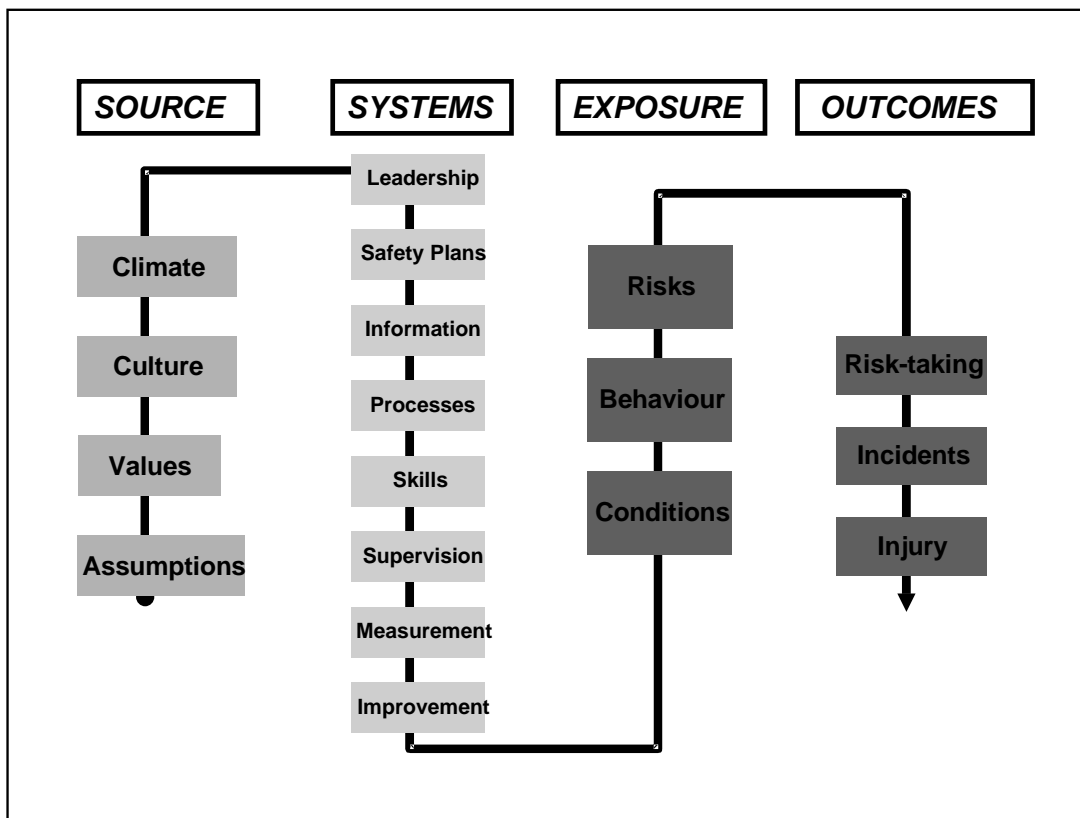 SOURCE
SYSTEMS
EXPOSURE
OUTCOMES
Climate
Culture
Values
Assumptions
Leadership
Safety Plans
Information
Processes
Skills
Supervision
Measurement
Improvement
Risks
Behaviour
Conditions
Risk-taking
Incidents
Injury